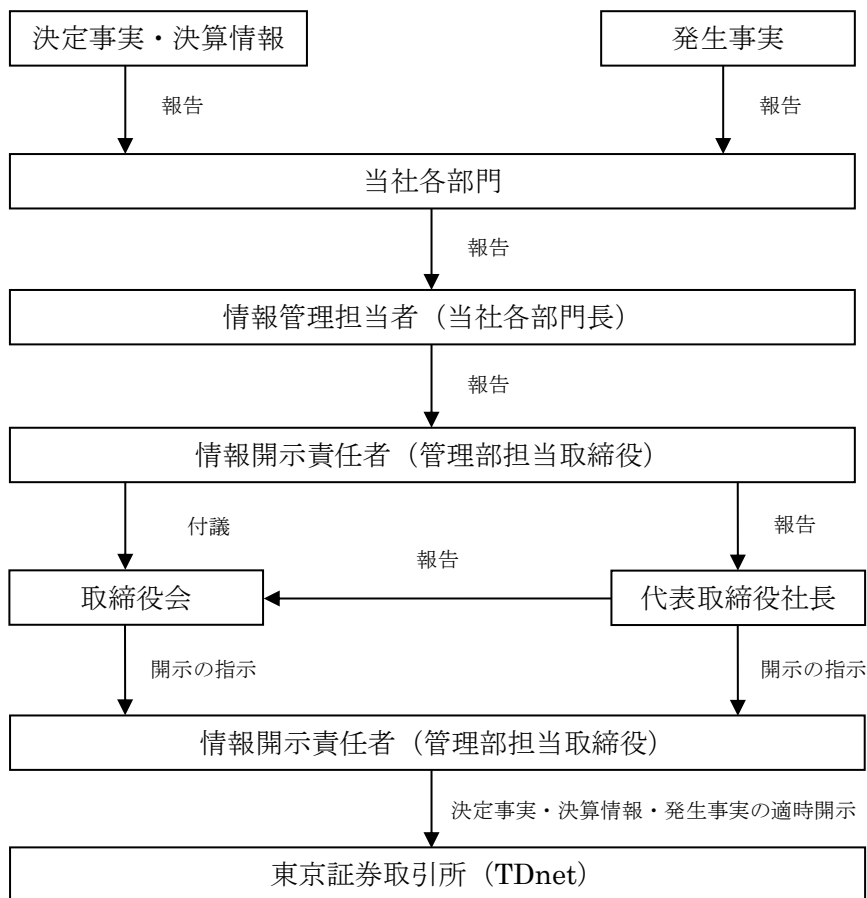 決定事実・決算情報
発生事実
報告
報告
当社各部門
報告
情報管理担当者（当社各部門長）
報告
情報開示責任者（管理部担当取締役）
付議
報告
報告
取締役会
代表取締役社長
開示の指示
開示の指示
情報開示責任者（管理部担当取締役）
決定事実・決算情報・発生事実の適時開示
東京証券取引所（TDnet）